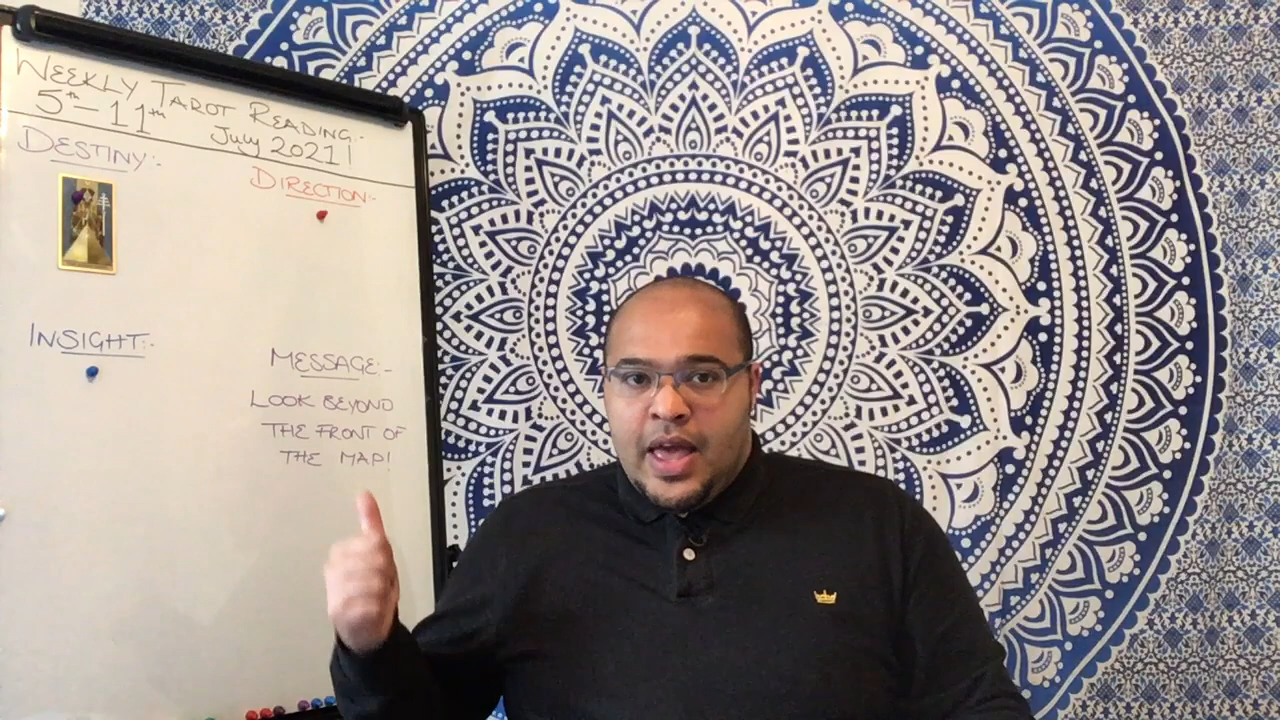 WEEKLY TAROT READING:-
5th - 11th July 2021!
DESTINY:-
DIRECTION:-
INSIGHT:-
MESSAGE:-
LOOK BEYOND
THE FRONT OF
THE MAP!